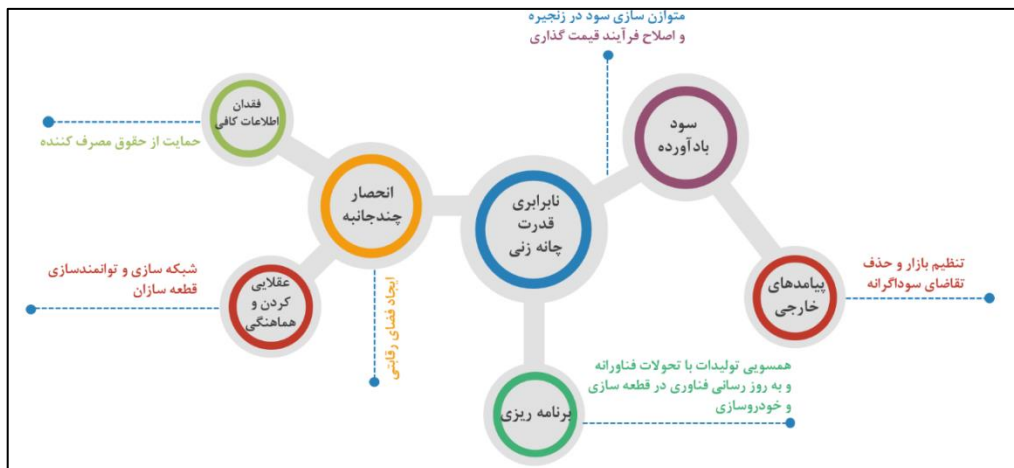 متوازن سازی سود در زنجیره
و اصلاح فرآیند قیمت گذاری
سود
بادآورده
فقدان
اطلاعات کافی
حمایت از حقوق مصرف کننده
انحصار
چندجانبه
نابرابری
قدرت
چانه زنی
تنظیم بازار و حذف
تقاضای سوداگرانه
پیامدهای
خارجی
شبکه سازی و توانمندسازی
قطعه سازان
عقلایی
کردن و
هماهنگی
ایجاد فضای رقابتی
همسویی تولیدات با تحولات فناورانه
و به روز رسانی فناوری در قطعه سازی
و خودروسازی
برنامه ریزی